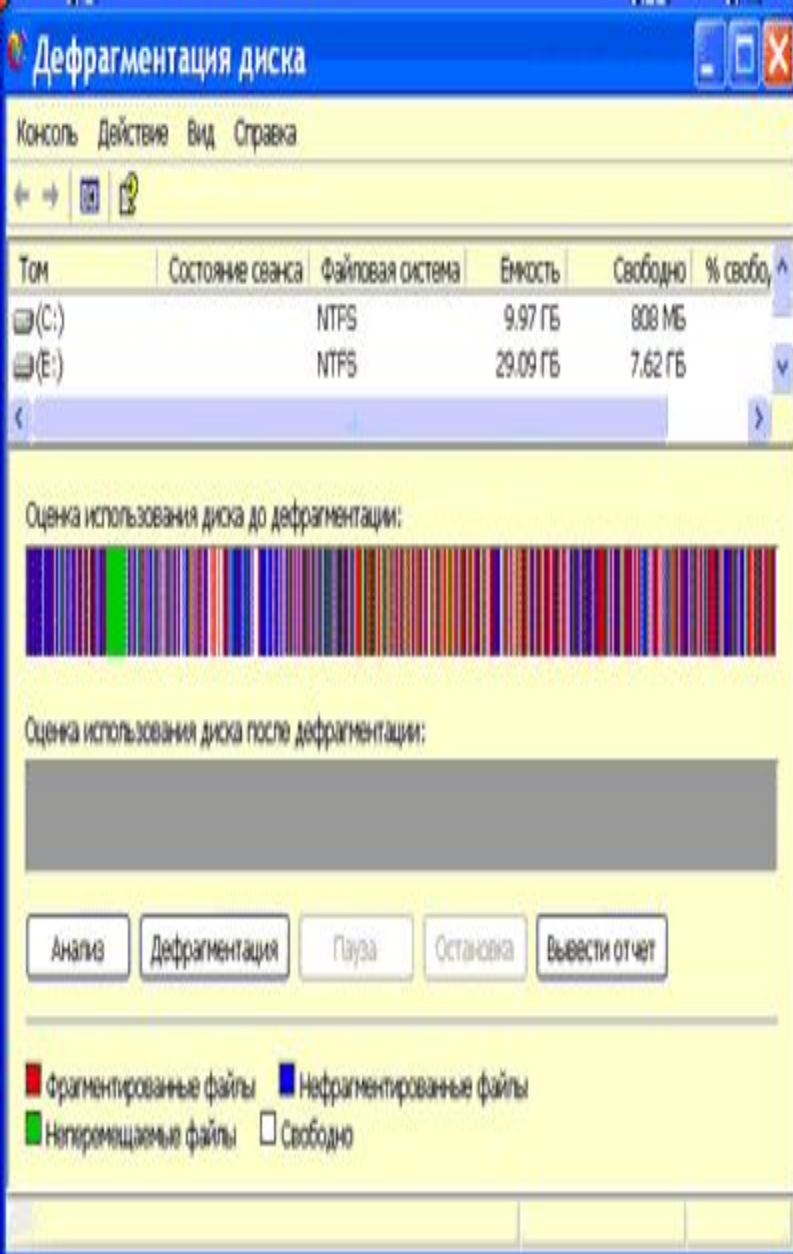 Дефрагментация диска
Консоль Действие Вид Справка
Том Состояние сеанса Файловая система Емкость Свободно % свобо,
(C:) NTFS 9.97 ГБ 808 МБ
(E:) NTFS 29.09 ГБ 7.62 ГБ
Оценка использования диска до дефрагментации:
Оценка использования диска после дефрагментации:
Анализ Дефрагментация Пауза Остановка Вывести отчет
Фрагментированные файлы Нефрагментированные файлы
Неперемещаемые файлы Свободно